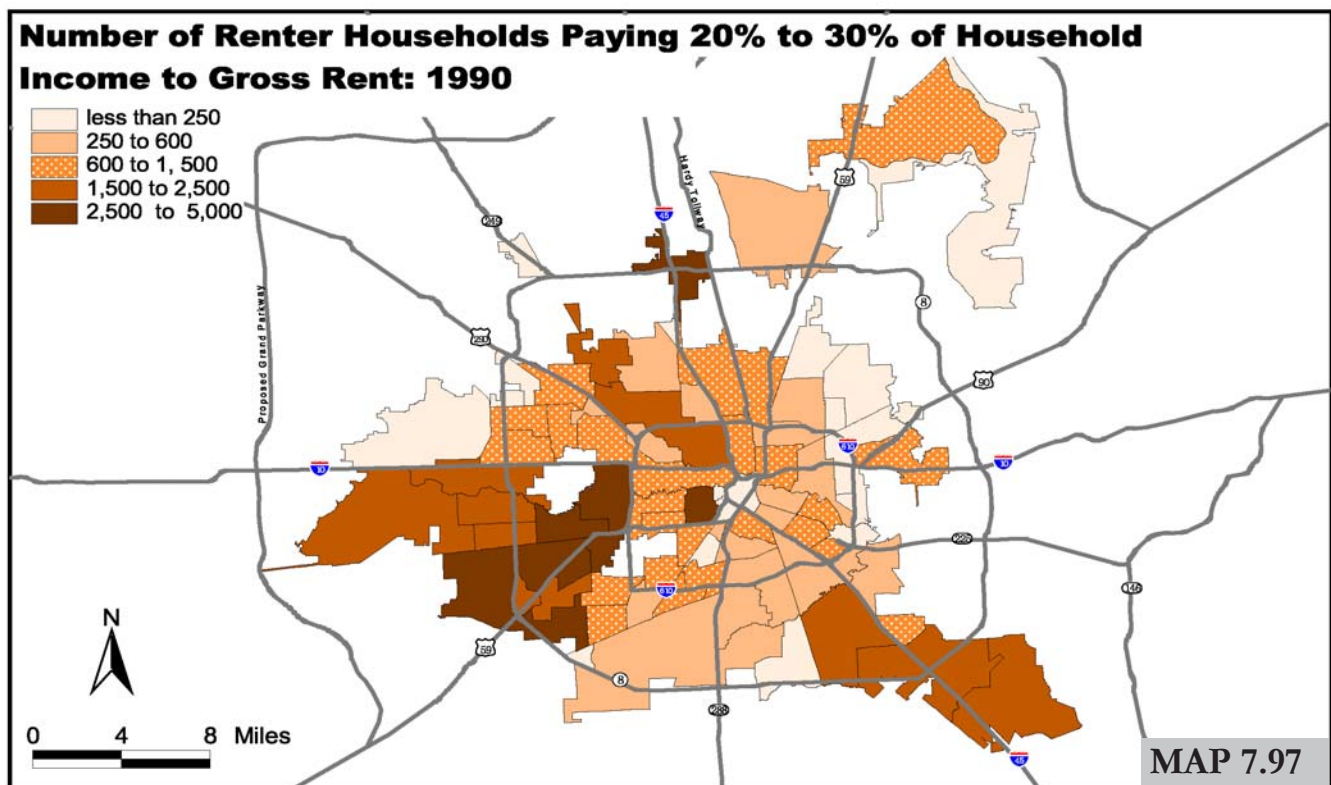 Number of Renter Households Paying 20% to 30% of Household
Income to Gross Rent: 1990
less than 250
250 to 600
600 to 1, 500
1,500 to 2,500
2,500 to 5,000
Hardy Tollway
59
45
249
Proposed Grand Parkway
8
290
90
610
10
10
225
146
610
59
8
288
45
N
0 4 8 Miles
MAP 7.97